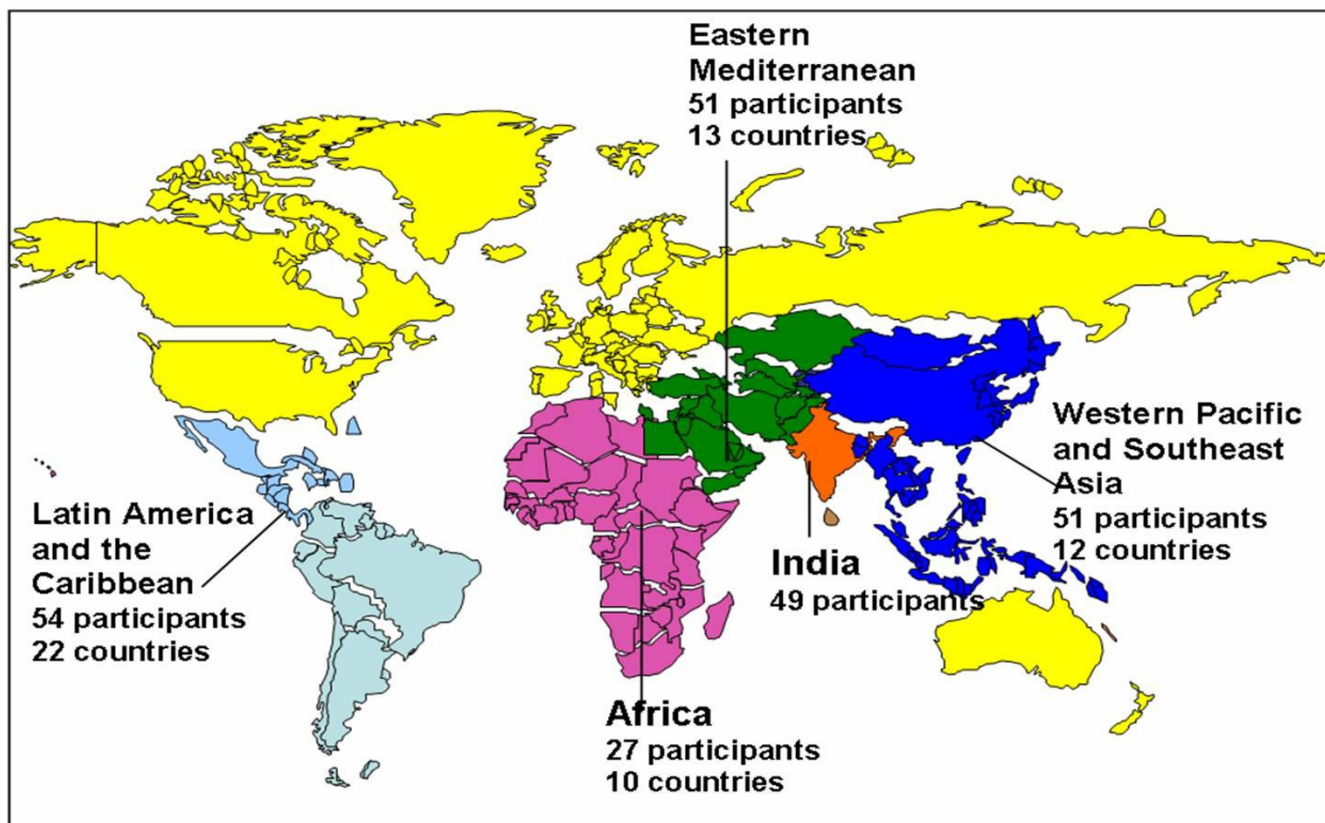 Eastern
Mediterranean
51 participants
13 countries
Western Pacific
and Southeast
Asia
51 participants
12 countries
Latin America
and the
Caribbean
54 participants
22 countries
India
49 participants
Africa
27 participants
10 countries